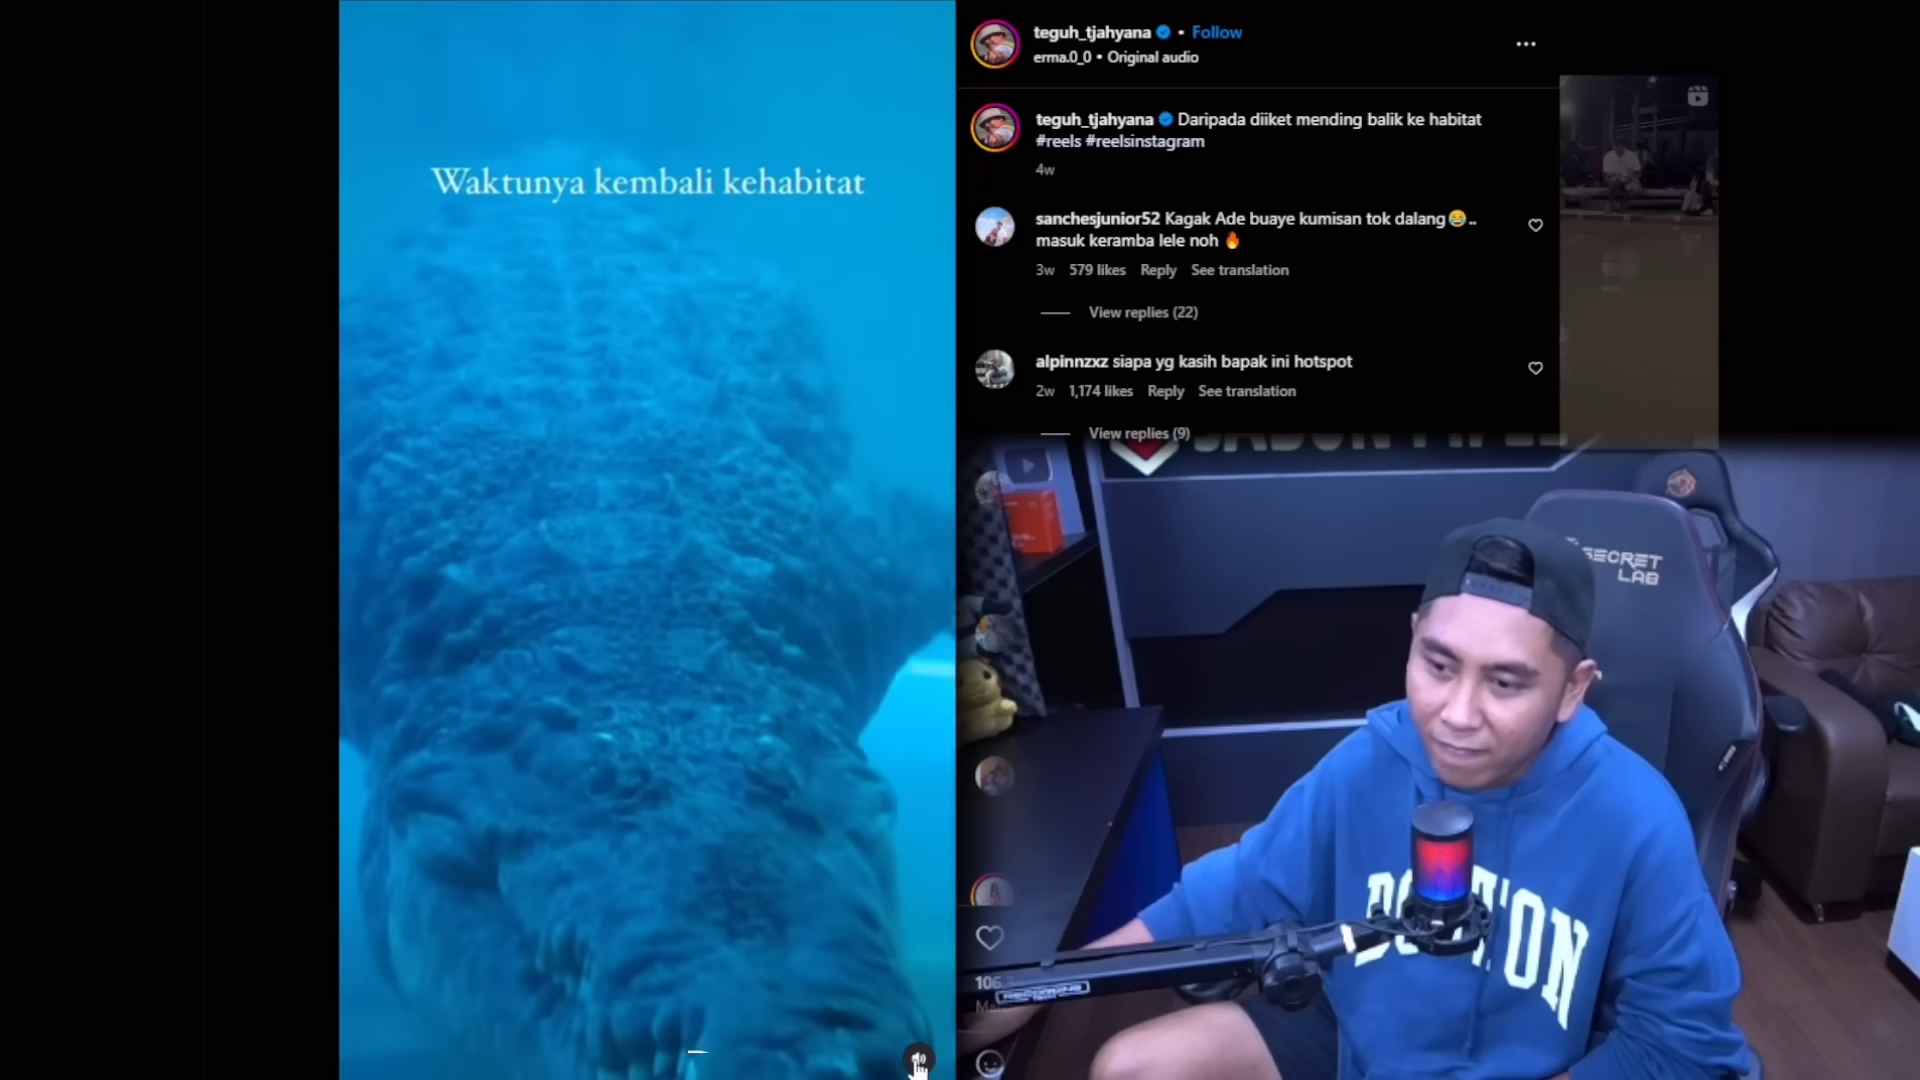 Waktunya kembali kehabitat
teguh_tjahyana • Follow
erma.0_0 • Original audio
teguh_tjahyana Daripada diiket mending balik ke habitat
#reels #reelsinstagram
4w
sanchesjunior52 Kagak Ade buaye kumisan tok dalang😂..
masuk keramba lele noh 🔥
3w 579 likes Reply See translation
View replies (22)
alpinnzxz siapa yg kasih bapak ini hotspot
2w 1,174 likes Reply See translation
View replies (9)
SECRET
LAB
106